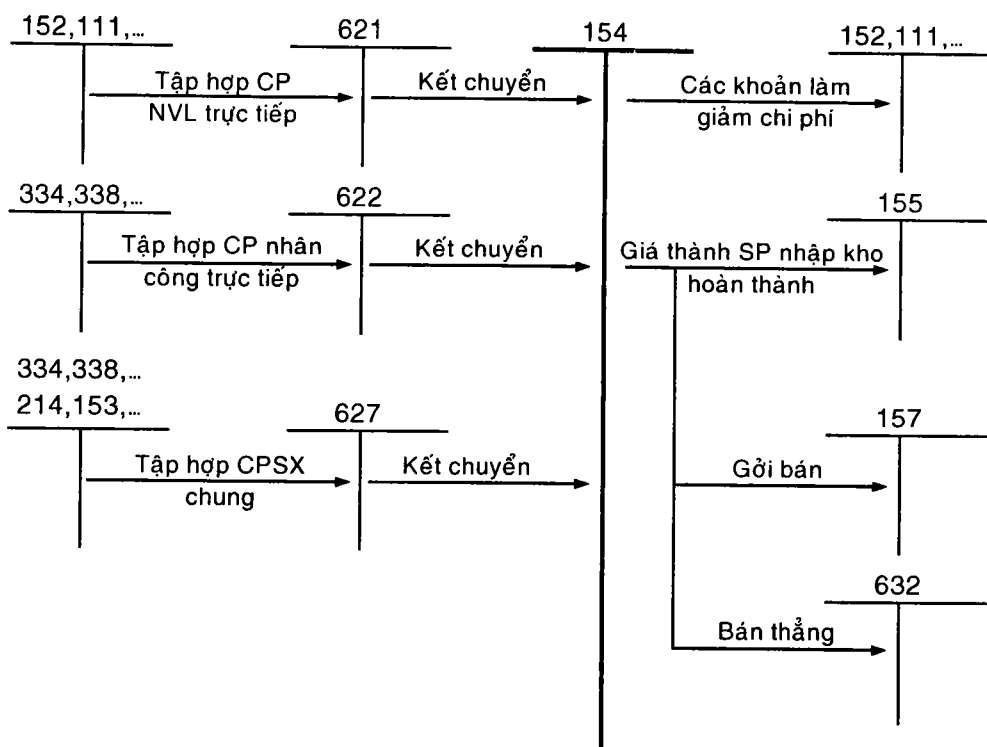 152,111,...
621
154
152,111,...
Tập hợp CP
NVL trực tiếp
Kết chuyển
Các khoản làm
giảm chi phí
334,338,...
622
155
Tập hợp CP nhân
công trực tiếp
Kết chuyển
Giá thành SP nhập kho
hoàn thành
334,338,...
214,153,...
627
157
Tập hợp CPSX
chung
Kết chuyển
Gởi bán
632
Bán thẳng